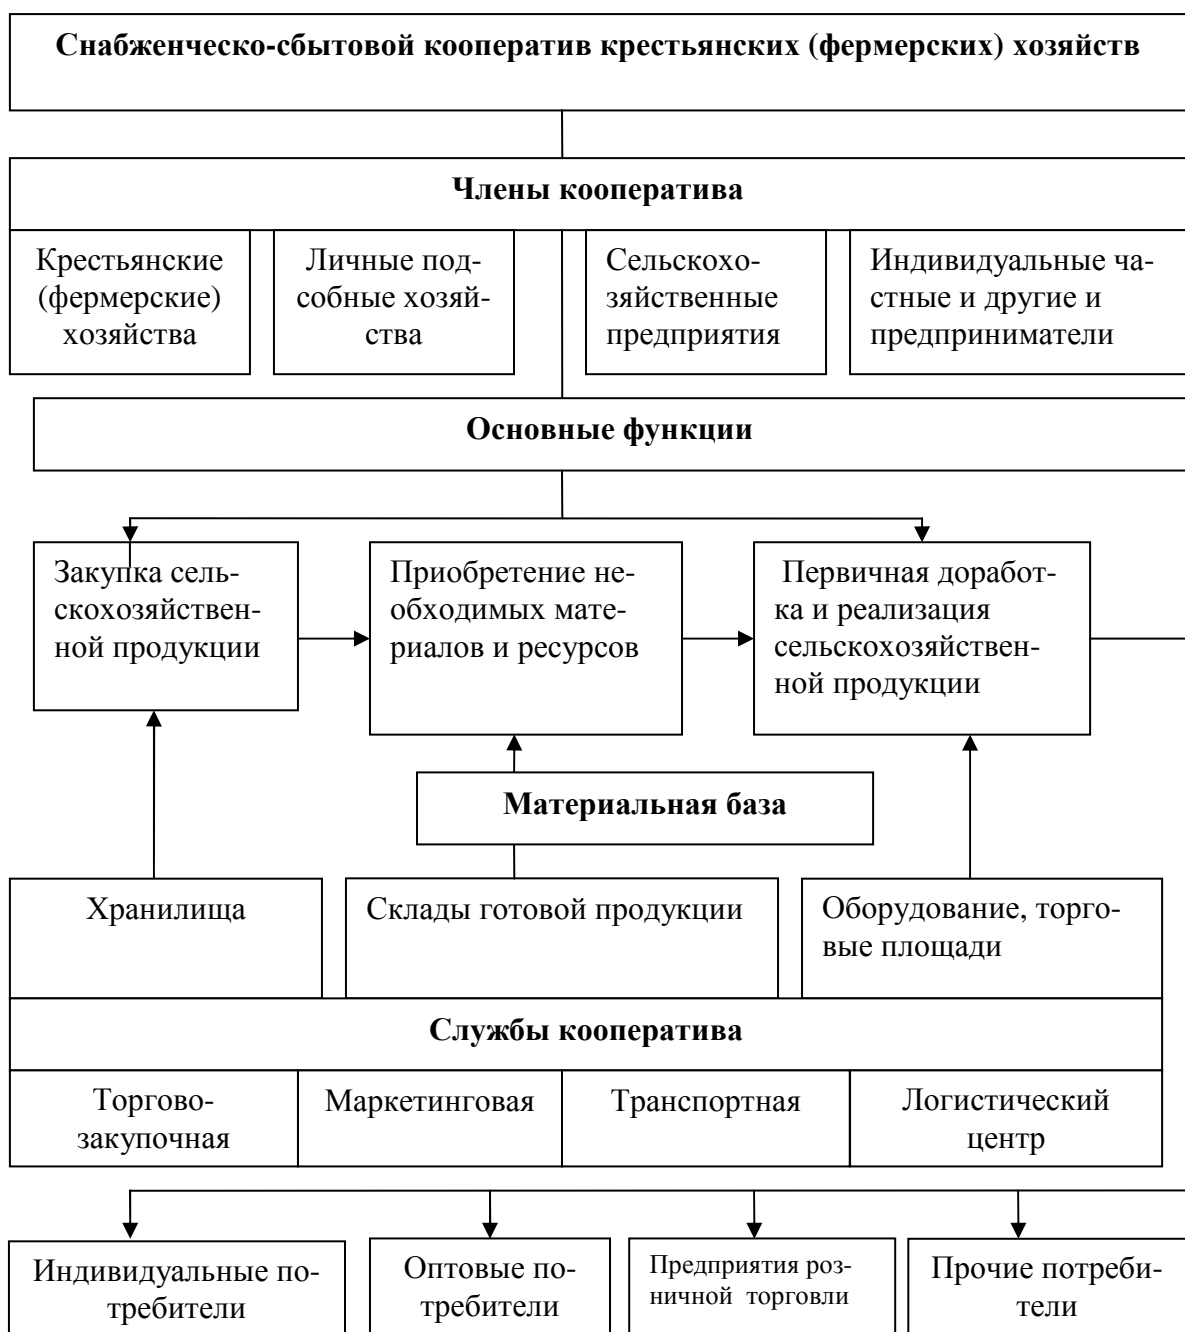 Снабженческо-сбытовой кооператив крестьянских (фермерских) хозяйств
Члены кооператива
Крестьянские
(фермерские)
хозяйства
Личные под-
собные хозяй-
ства
Сельскохо-
зяйственные
предприятия
Индивидуальные ча-
стные и другие и
предприниматели
Основные функции
Закупка сель-
скохозяйствен-
ной продукции
Приобретение не-
обходимых мате-
риалов и ресурсов
Первичная доработ-
ка и реализация
сельскохозяйствен-
ной продукции
Материальная база
Хранилища
Склады готовой продукции
Оборудование, торго-
вые площади
Службы кооператива
Торгово-
закупочная
Маркетинговая
Транспортная
Логистический
центр
Индивидуальные по-
требители
Оптовые по-
требители
Предприятия роз-
ничной торговли
Прочие потреби-
тели